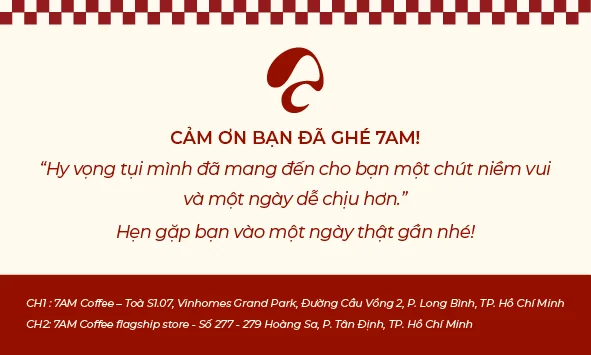 CẢM ƠN BẠN ĐÃ GHÉ 7AM!
“Hy vọng tụi mình đã mang đến cho bạn một chút niềm vui
và một ngày dễ chịu hơn.”
Hẹn gặp bạn vào một ngày thật gần nhé!
CH1 : 7AM Coffee – Toà S1.07, Vinhomes Grand Park, Đường Cầu Vồng 2, P. Long Bình, TP. Hồ Chí Minh
CH2: 7AM Coffee flagship store - Số 277 - 279 Hoàng Sa, P. Tân Định, TP. Hồ Chí Minh